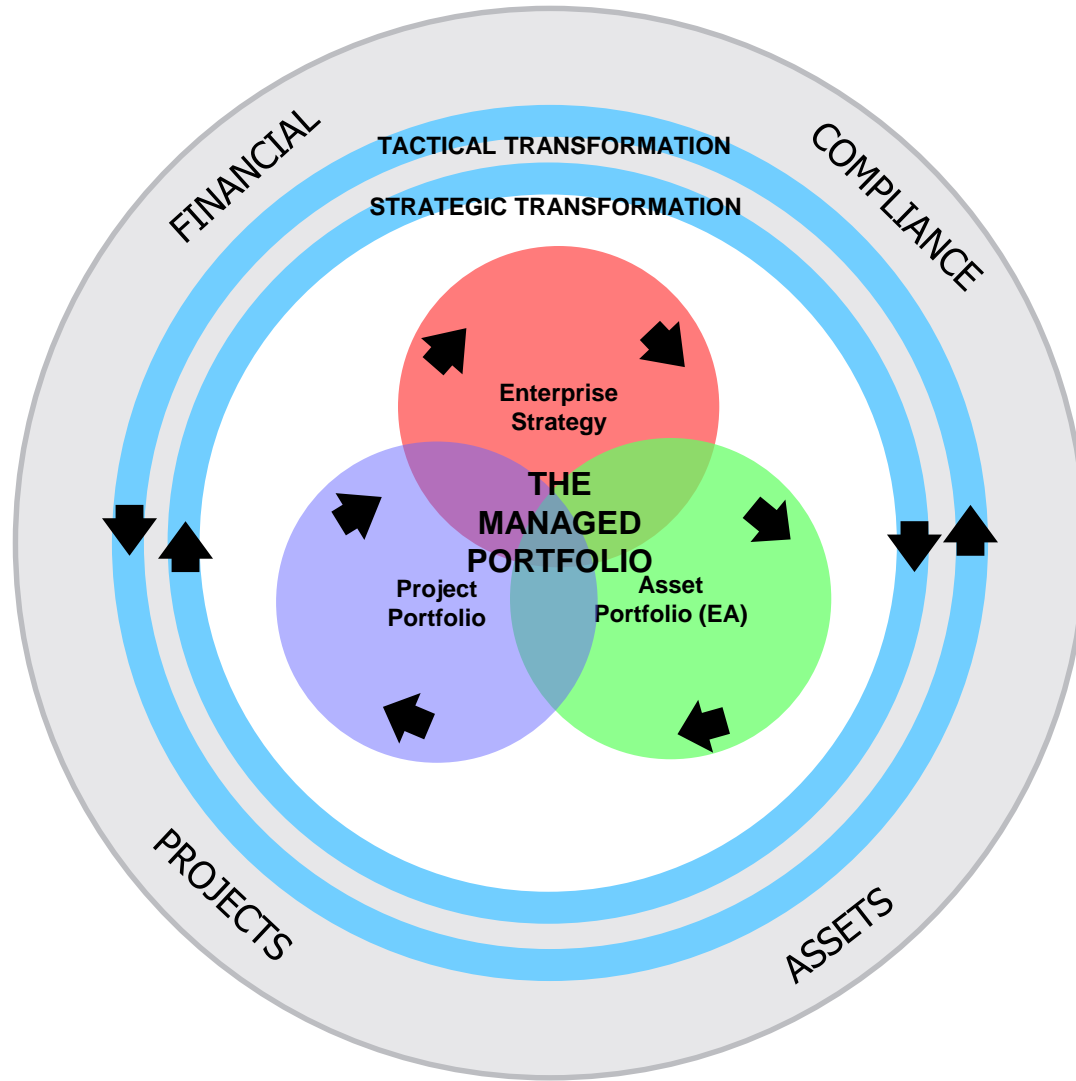 FINANCIAL
COMPLIANCE
TACTICAL TRANSFORMATION
STRATEGIC TRANSFORMATION
Enterprise
Strategy
THE
MANAGED
PORTFOLIO
Project
Portfolio
Asset
Portfolio (EA)
PROJECTS
ASSETS